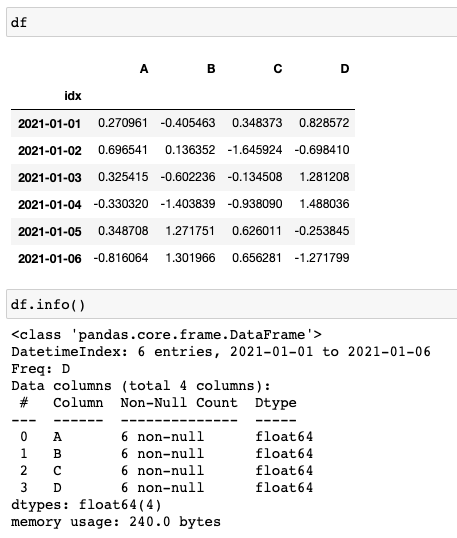 df
A B C D
idx
2021-01-01 0.270961 -0.405463 0.348373 0.828572
2021-01-02 0.696541 0.136352 -1.645924 -0.698410
2021-01-03 0.325415 -0.602236 -0.134508 1.281208
2021-01-04 -0.330320 -1.403839 -0.938090 1.488036
2021-01-05 0.348708 1.271751 0.626011 -0.253845
2021-01-06 -0.816064 1.301966 0.656281 -1.271799
df.info()
<class 'pandas.core.frame.DataFrame'>
DatetimeIndex: 6 entries, 2021-01-01 to 2021-01-06
Freq: D
Data columns (total 4 columns):
 #   Column  Non-Null Count  Dtype
---  ------  --------------  -----
 0   A       6 non-null      float64
 1   B       6 non-null      float64
 2   C       6 non-null      float64
 3   D       6 non-null      float64
dtypes: float64(4)
memory usage: 240.0 bytes